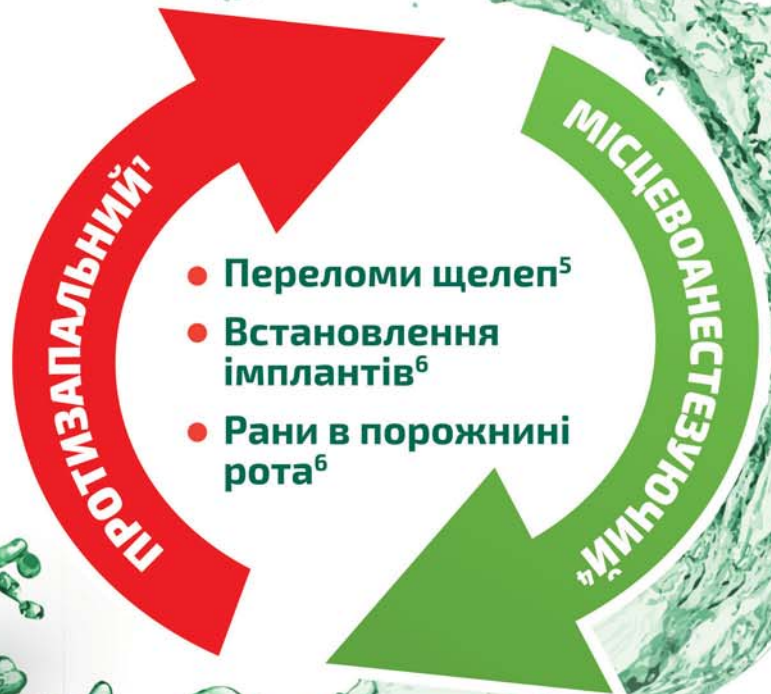 ПРОТИЗАПАЛЬНИЙ¹
МІСЦЕВОАНЕСТЕЗУЮЧИЙ⁴
• Переломи щелеп⁵
• Встановлення
імплантів⁶
• Рани в порожнині
рота⁶